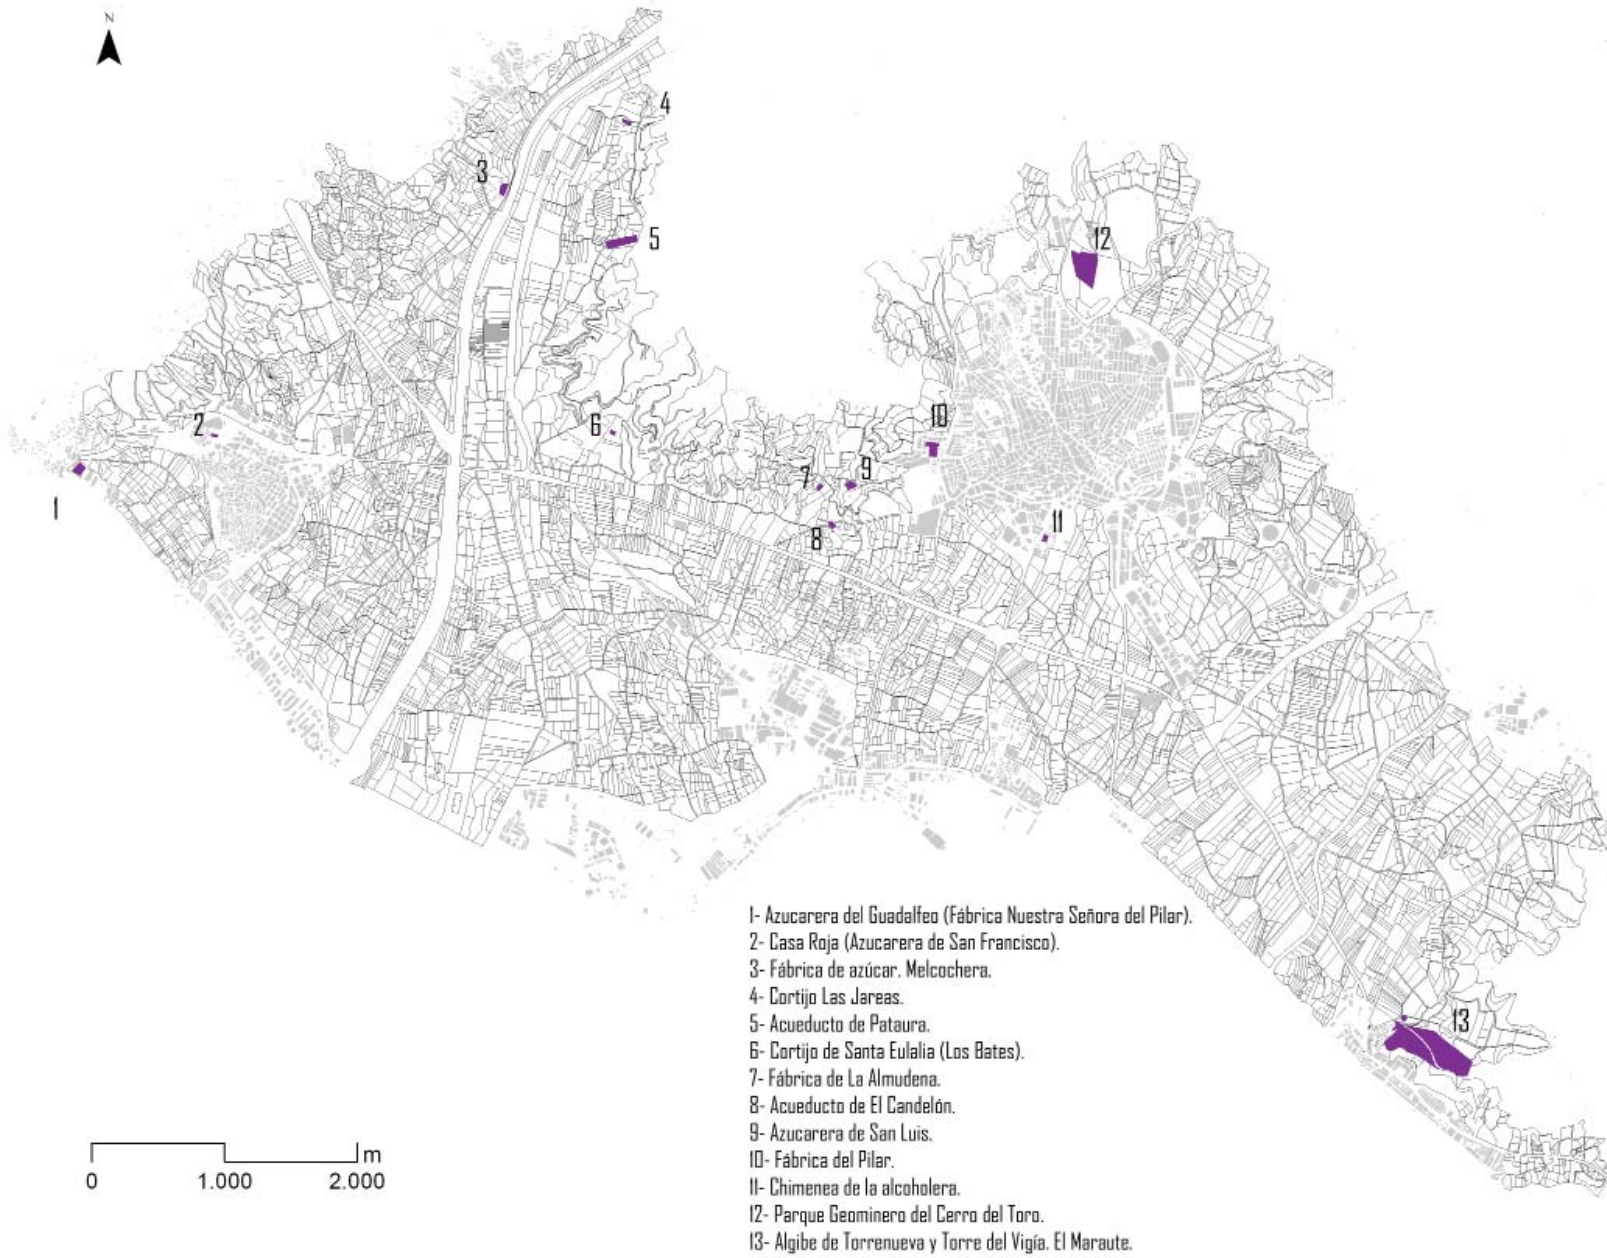 N
4
3
5
12
2
6
10
7
9
1
11
8
13
1- Azucarera del Guadalfeo (Fábrica Nuestra Señora del Pilar).
2- Casa Roja (Azucarera de San Francisco).
3- Fábrica de azúcar. Melcochera.
4- Cortijo Las Jareas.
5- Acueducto de Pataura.
6- Cortijo de Santa Eulalia (Los Bates).
7- Fábrica de La Almudena.
8- Acueducto de El Candelón.
9- Azucarera de San Luis.
10- Fábrica del Pilar.
11- Chimenea de la alcoholera.
12- Parque Geominero del Cerro del Toro.
13- Algibe de Torrenueva y Torre del Vigía. El Maraute.
m
0 1.000 2.000